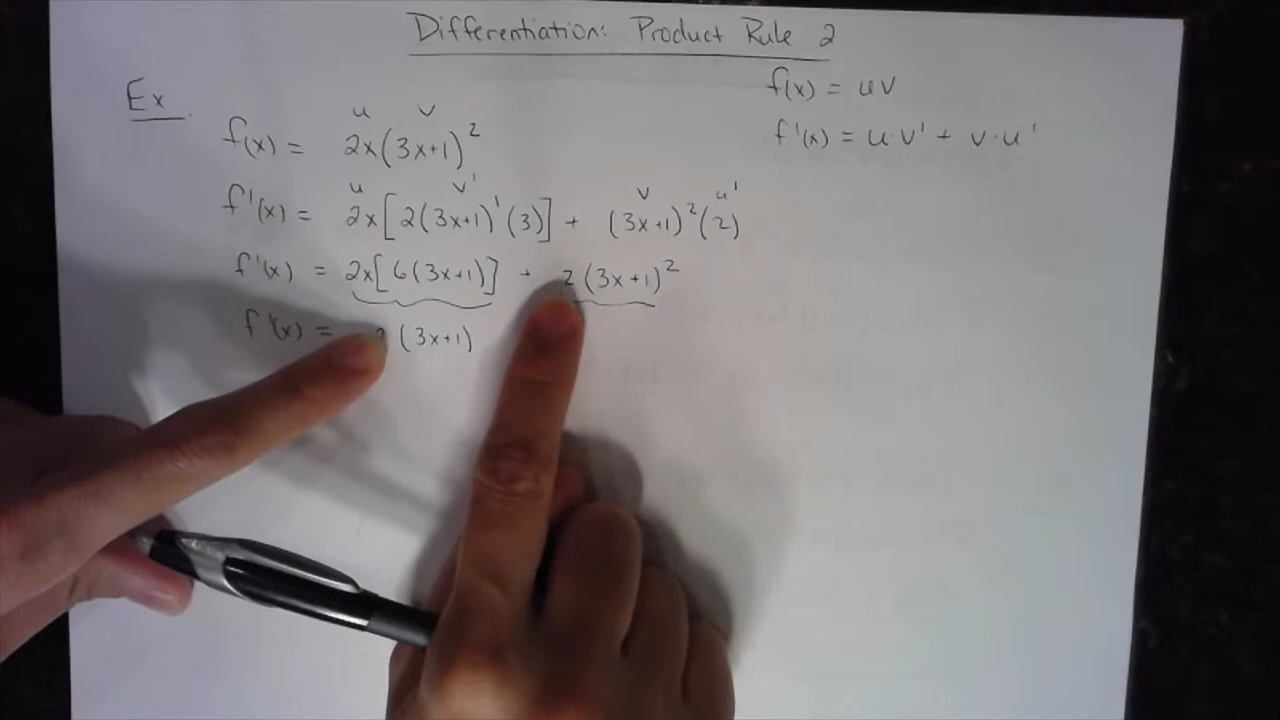 Differentiation: Product Rule 2
f(x) = uv
f'(x) = u·v' + v·u'
Ex
u v
f(x) = 2x(3x+1)²
u v' v u'
f'(x) = 2x[2(3x+1)¹(3)] + (3x+1)²(2)
f'(x) = 2x[6(3x+1)] + 2(3x+1)²
f'(x) = (3x+1)